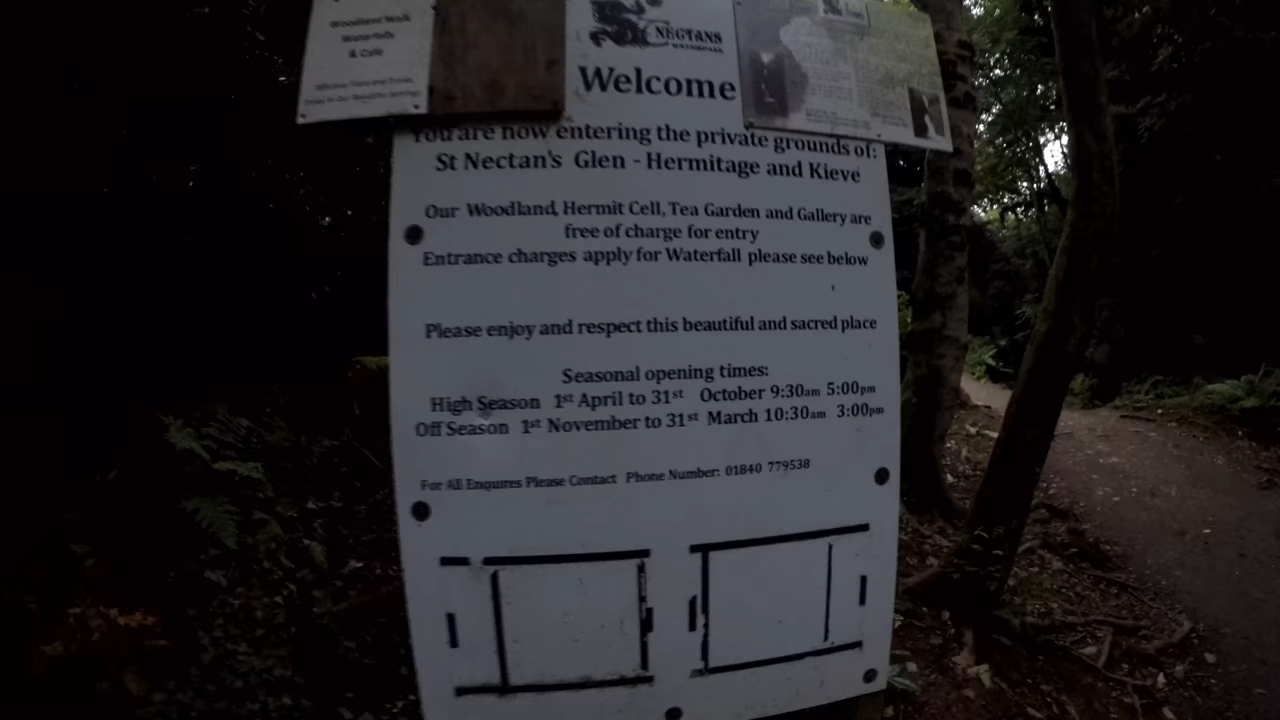 Woodland Walk
Waterfalls
& Cafe
NECTANS
Welcome
You are now entering the private grounds of:
St Nectan's Glen - Hermitage and Kieve
Our Woodland, Hermit Cell, Tea Garden and Gallery are
free of charge for entry
Entrance charges apply for Waterfall please see below
Please enjoy and respect this beautiful and sacred place
Seasonal opening times:
High Season 1st April to 31st October 9:30am 5:00pm
Off Season 1st November to 31st March 10:30am 3:00pm
For All Enquires Please Contact Phone Number: 01840 779538